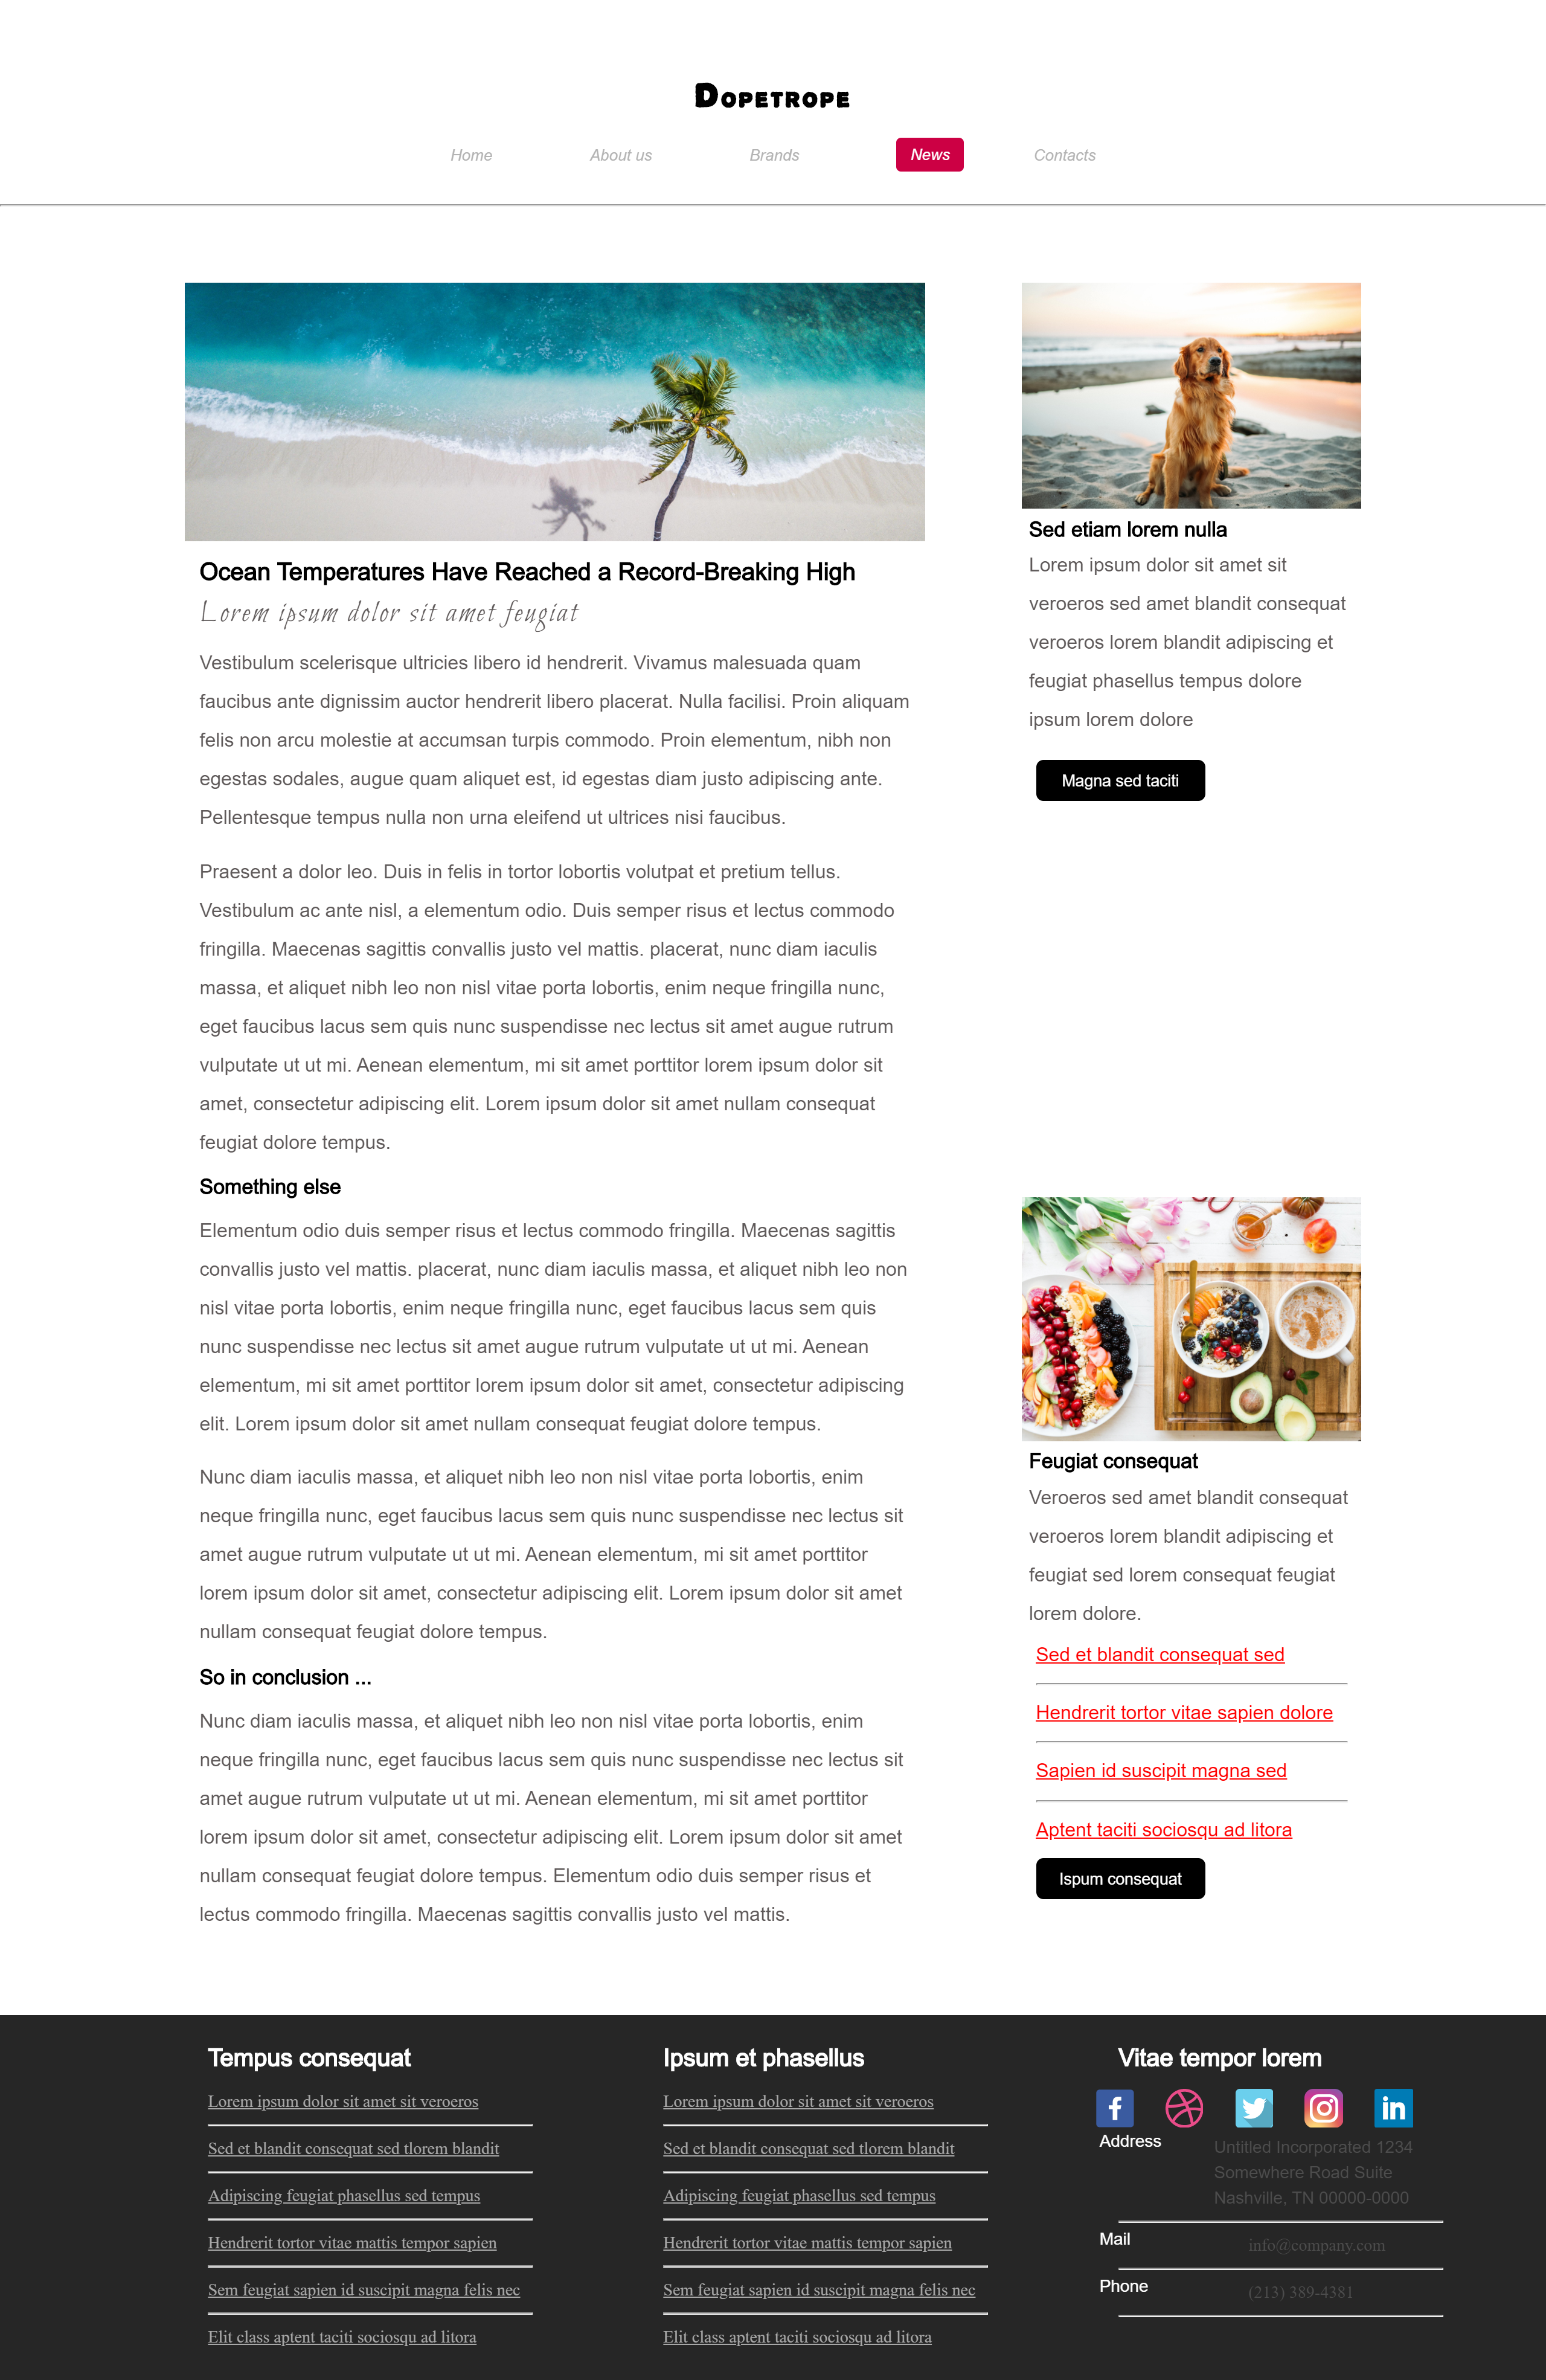 Dopetrope
Home About us Brands News Contacts
Ocean Temperatures Have Reached a Record-Breaking High
Lorem ipsum dolor sit amet feugiat
Vestibulum scelerisque ultricies libero id hendrerit. Vivamus malesuada quam
faucibus ante dignissim auctor hendrerit libero placerat. Nulla facilisi. Proin aliquam
felis non arcu molestie at accumsan turpis commodo. Proin elementum, nibh non
egestas sodales, augue quam aliquet est, id egestas diam justo adipiscing ante.
Pellentesque tempus nulla non urna eleifend ut ultrices nisi faucibus.
Praesent a dolor leo. Duis in felis in tortor lobortis volutpat et pretium tellus.
Vestibulum ac ante nisl, a elementum odio. Duis semper risus et lectus commodo
fringilla. Maecenas sagittis convallis justo vel mattis. placerat, nunc diam iaculis
massa, et aliquet nibh leo non nisl vitae porta lobortis, enim neque fringilla nunc,
eget faucibus lacus sem quis nunc suspendisse nec lectus sit amet augue rutrum
vulputate ut ut mi. Aenean elementum, mi sit amet porttitor lorem ipsum dolor sit
amet, consectetur adipiscing elit. Lorem ipsum dolor sit amet nullam consequat
feugiat dolore tempus.
Something else
Elementum odio duis semper risus et lectus commodo fringilla. Maecenas sagittis
convallis justo vel mattis. placerat, nunc diam iaculis massa, et aliquet nibh leo non
nisl vitae porta lobortis, enim neque fringilla nunc, eget faucibus lacus sem quis
nunc suspendisse nec lectus sit amet augue rutrum vulputate ut ut mi. Aenean
elementum, mi sit amet porttitor lorem ipsum dolor sit amet, consectetur adipiscing
elit. Lorem ipsum dolor sit amet nullam consequat feugiat dolore tempus.
Nunc diam iaculis massa, et aliquet nibh leo non nisl vitae porta lobortis, enim
neque fringilla nunc, eget faucibus lacus sem quis nunc suspendisse nec lectus sit
amet augue rutrum vulputate ut ut mi. Aenean elementum, mi sit amet porttitor
lorem ipsum dolor sit amet, consectetur adipiscing elit. Lorem ipsum dolor sit amet
nullam consequat feugiat dolore tempus.
So in conclusion ...
Nunc diam iaculis massa, et aliquet nibh leo non nisl vitae porta lobortis, enim
neque fringilla nunc, eget faucibus lacus sem quis nunc suspendisse nec lectus sit
amet augue rutrum vulputate ut ut mi. Aenean elementum, mi sit amet porttitor
lorem ipsum dolor sit amet, consectetur adipiscing elit. Lorem ipsum dolor sit amet
nullam consequat feugiat dolore tempus. Elementum odio duis semper risus et
lectus commodo fringilla. Maecenas sagittis convallis justo vel mattis.
Sed etiam lorem nulla
Lorem ipsum dolor sit amet sit
veroeros sed amet blandit consequat
veroeros lorem blandit adipiscing et
feugiat phasellus tempus dolore
ipsum lorem dolore
Magna sed taciti
Feugiat consequat
Veroeros sed amet blandit consequat
veroeros lorem blandit adipiscing et
feugiat sed lorem consequat feugiat
lorem dolore.
Sed et blandit consequat sed
Hendrerit tortor vitae sapien dolore
Sapien id suscipit magna sed
Aptent taciti sociosqu ad litora
Ispum consequat
Tempus consequat
Lorem ipsum dolor sit amet sit veroeros
Sed et blandit consequat sed tlorem blandit
Adipiscing feugiat phasellus sed tempus
Hendrerit tortor vitae mattis tempor sapien
Sem feugiat sapien id suscipit magna felis nec
Elit class aptent taciti sociosqu ad litora
Ipsum et phasellus
Lorem ipsum dolor sit amet sit veroeros
Sed et blandit consequat sed tlorem blandit
Adipiscing feugiat phasellus sed tempus
Hendrerit tortor vitae mattis tempor sapien
Sem feugiat sapien id suscipit magna felis nec
Elit class aptent taciti sociosqu ad litora
Vitae tempor lorem
f in
Address
Untitled Incorporated 1234
Somewhere Road Suite
Nashville, TN 00000-0000
Mail info@company.com
Phone (213) 389-4381